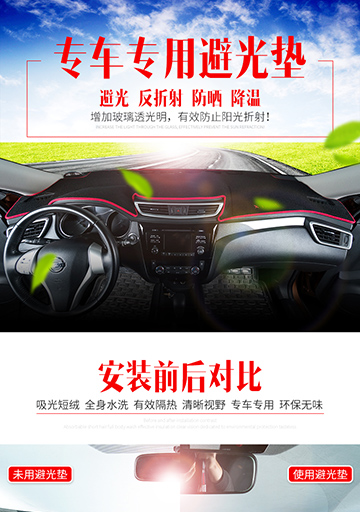 专车专用避光垫
避光 反折射 防晒 降温
增加玻璃透光明，有效防止阳光折射！
安装前后对比
吸光短绒 全身水洗 有效隔热 清晰视野 专车专用 环保无味
未用避光垫 使用避光垫